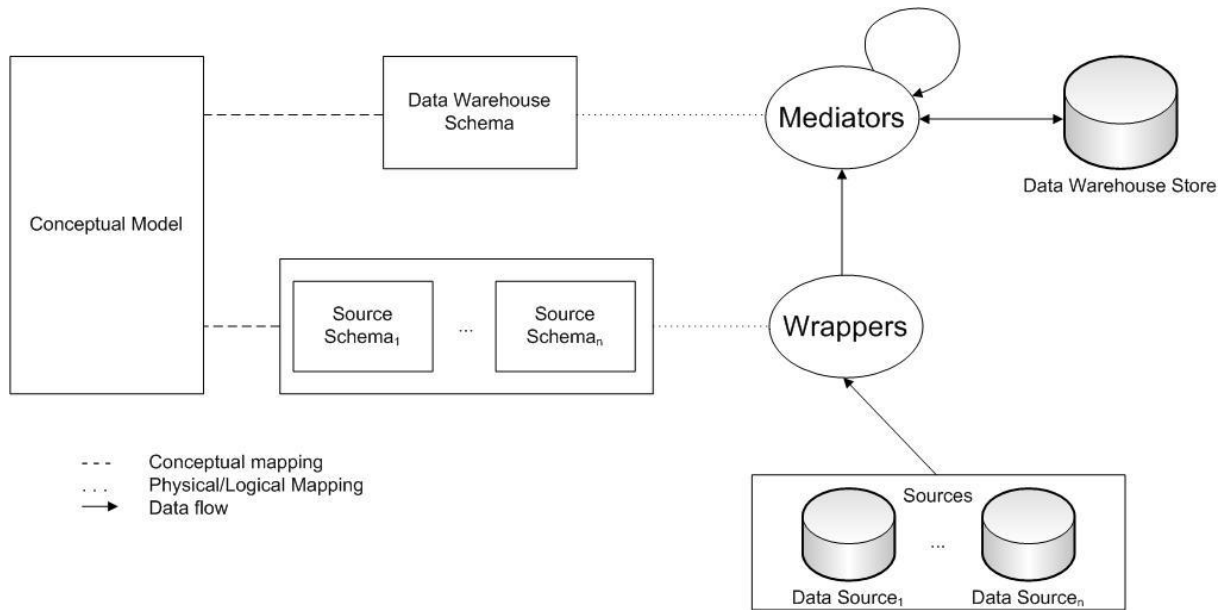 Data Warehouse
Schema
Mediators
Data Warehouse Store
Conceptual Model
Source
Schema₁
...
Source
Schemaₙ
Wrappers
Conceptual mapping
Physical/Logical Mapping
Data flow
Sources
...
Data Source₁
Data Sourceₙ